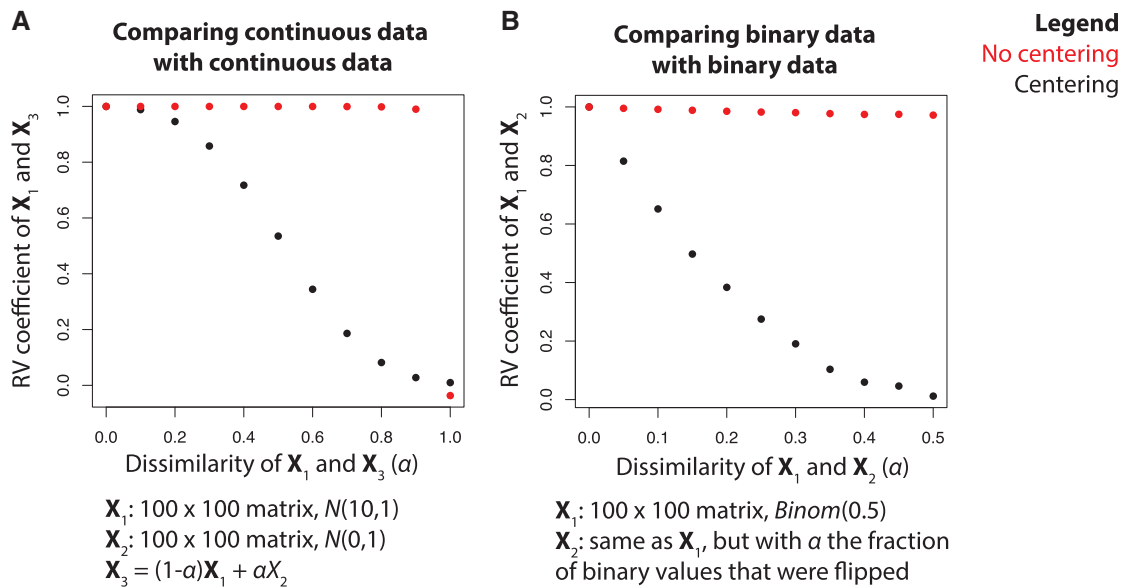 A
Comparing continuous data
with continuous data
RV coefficient of X1 and X3
1.0
0.8
0.6
0.4
0.2
0.0
0.0 0.2 0.4 0.6 0.8 1.0
Dissimilarity of X1 and X3 (α)
X1: 100 x 100 matrix, N(10,1)
X2: 100 x 100 matrix, N(0,1)
X3 = (1-α)X1 + αX2
B
Comparing binary data
with binary data
RV coefficient of X1 and X2
1.0
0.8
0.6
0.4
0.2
0.0
0.0 0.1 0.2 0.3 0.4 0.5
Dissimilarity of X1 and X2 (α)
X1: 100 x 100 matrix, Binom(0.5)
X2: same as X1, but with α the fraction
of binary values that were flipped
Legend
No centering
Centering